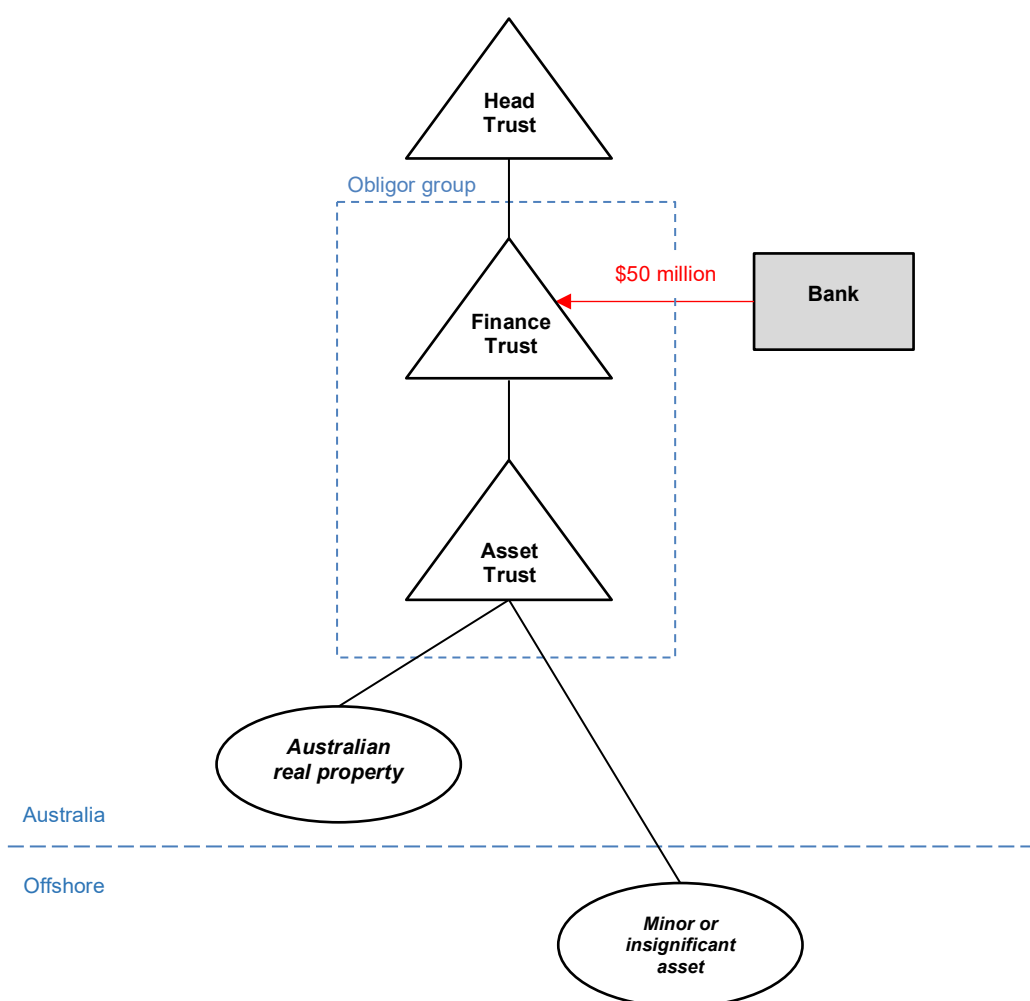 Head
Trust
Obligor group
$50 million
Bank
Finance
Trust
Asset
Trust
Australian
real property
Australia
Offshore
Minor or
insignificant
asset